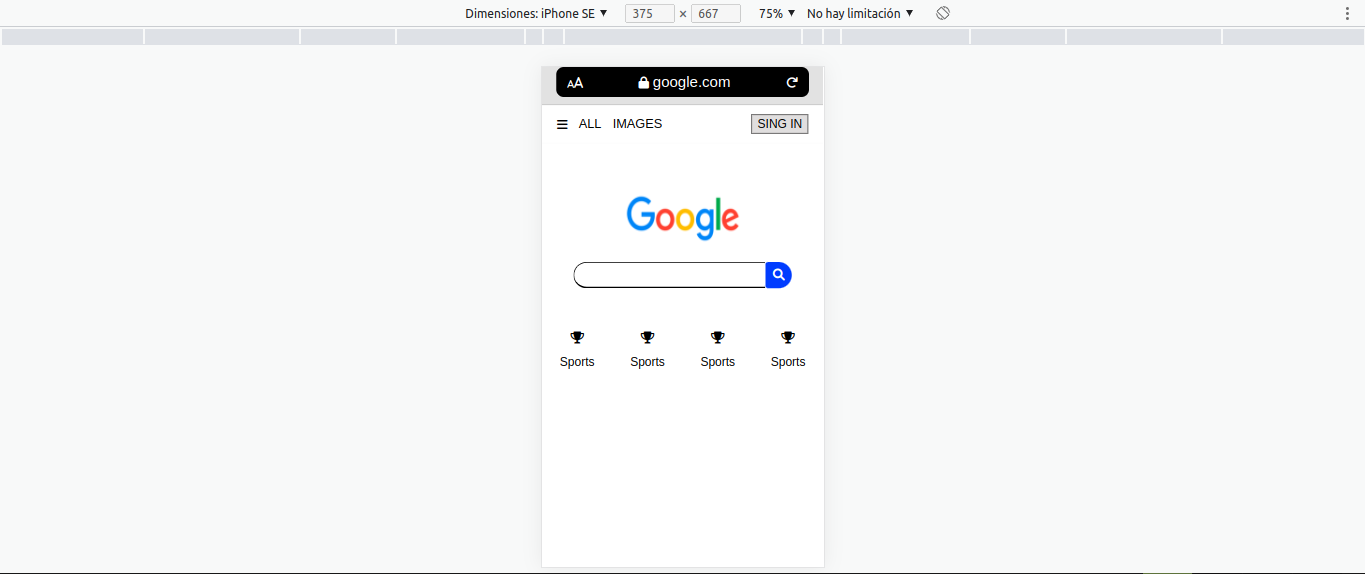 Dimensiones: iPhone SE 375 × 667 75% No hay limitación
AA google.com
ALL IMAGES SING IN
Google
Sports Sports Sports Sports